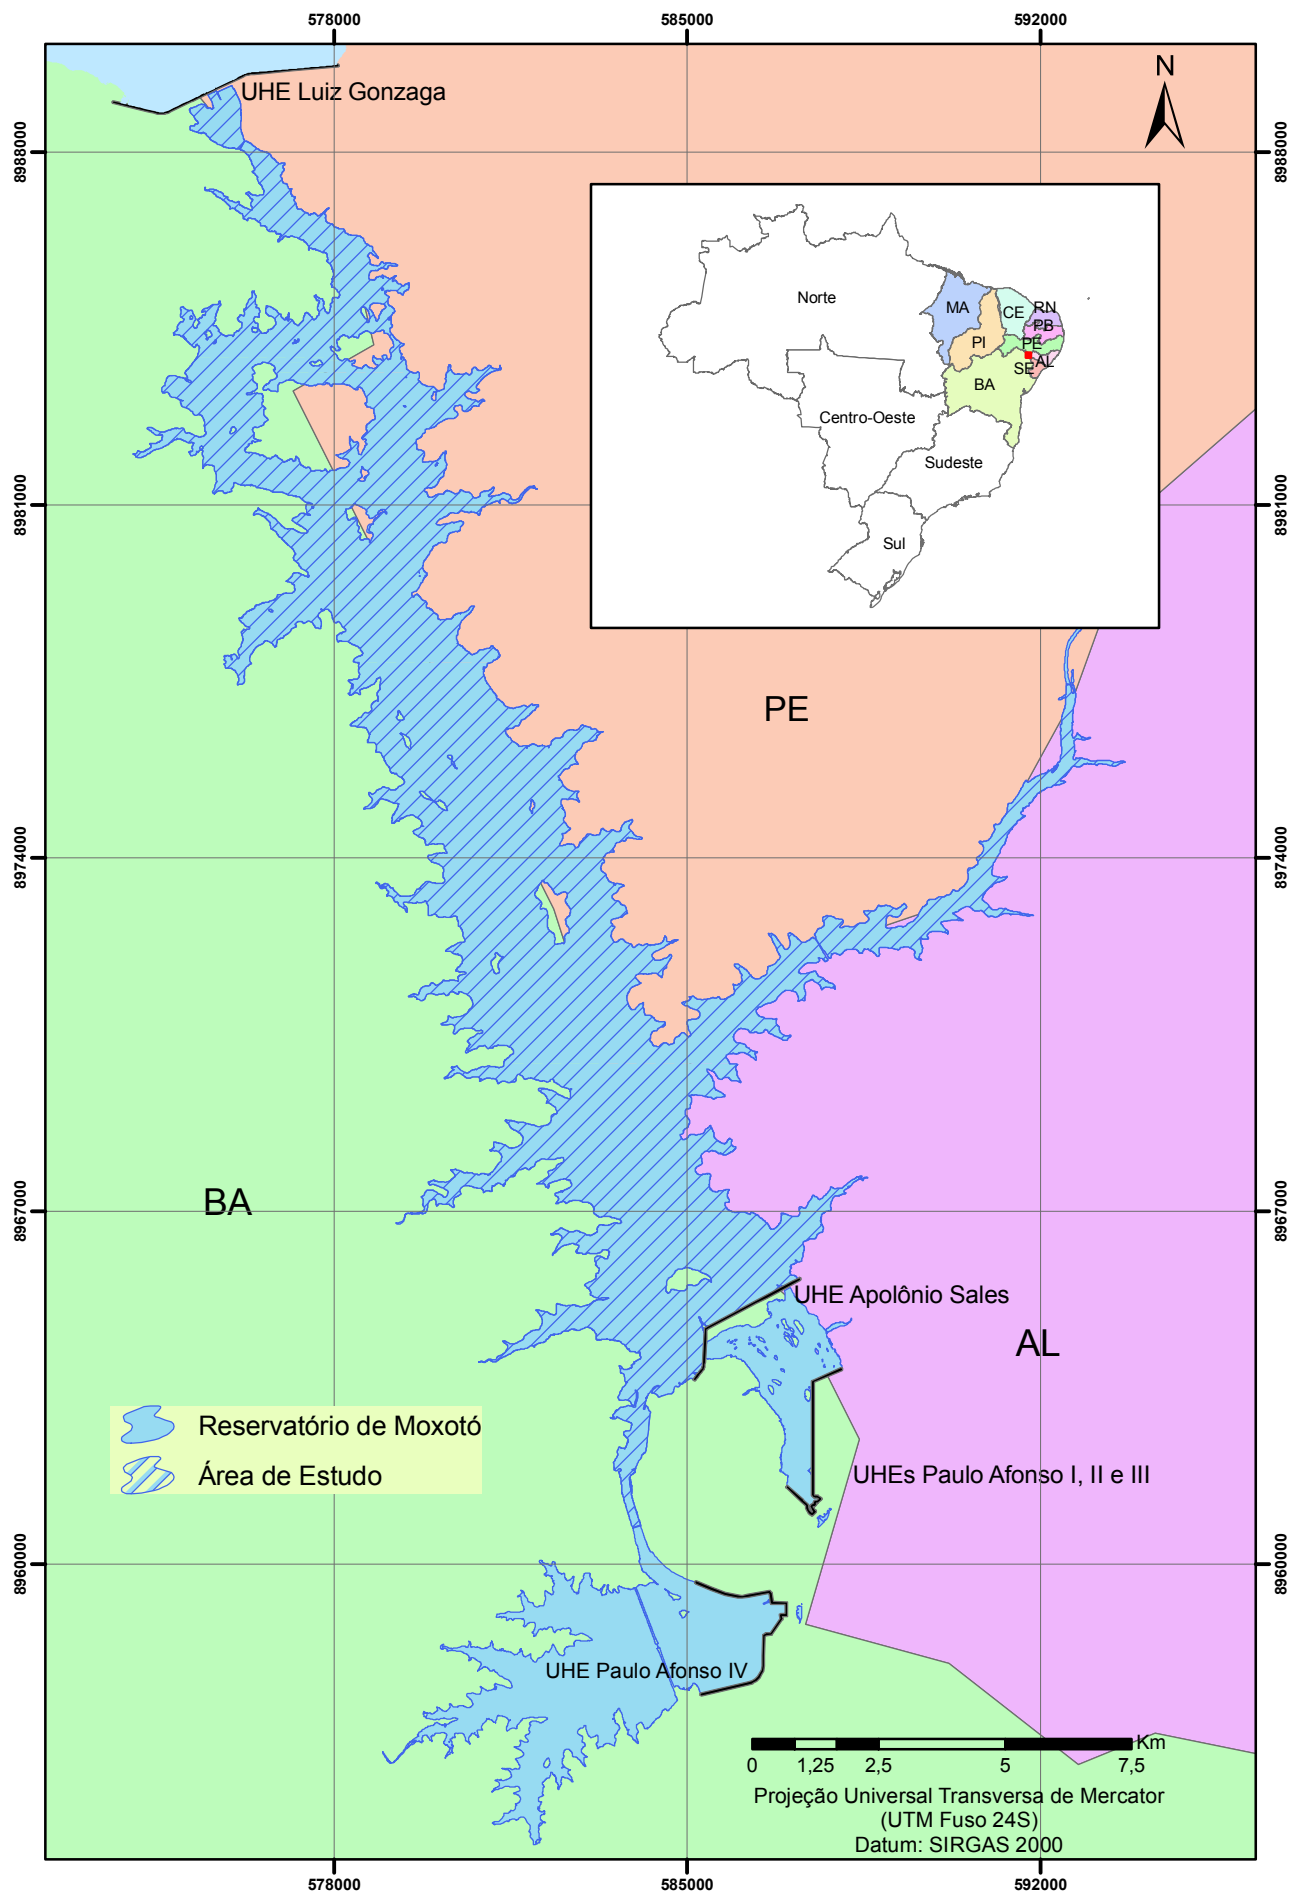 578000
585000
592000
UHE Luiz Gonzaga
N
8988000
8988000
Norte
MA
CE
RN
PB
PI
PE
AL
SE
BA
Centro-Oeste
Sudeste
Sul
8981000
8981000
PE
8974000
8974000
BA
8967000
8967000
UHE Apolônio Sales
AL
Reservatório de Moxotó
Área de Estudo
UHEs Paulo Afonso I, II e III
8960000
8960000
UHE Paulo Afonso IV
Km
0 1,25 2,5 5 7,5
Projeção Universal Transversa de Mercator
(UTM Fuso 24S)
Datum: SIRGAS 2000
578000
585000
592000